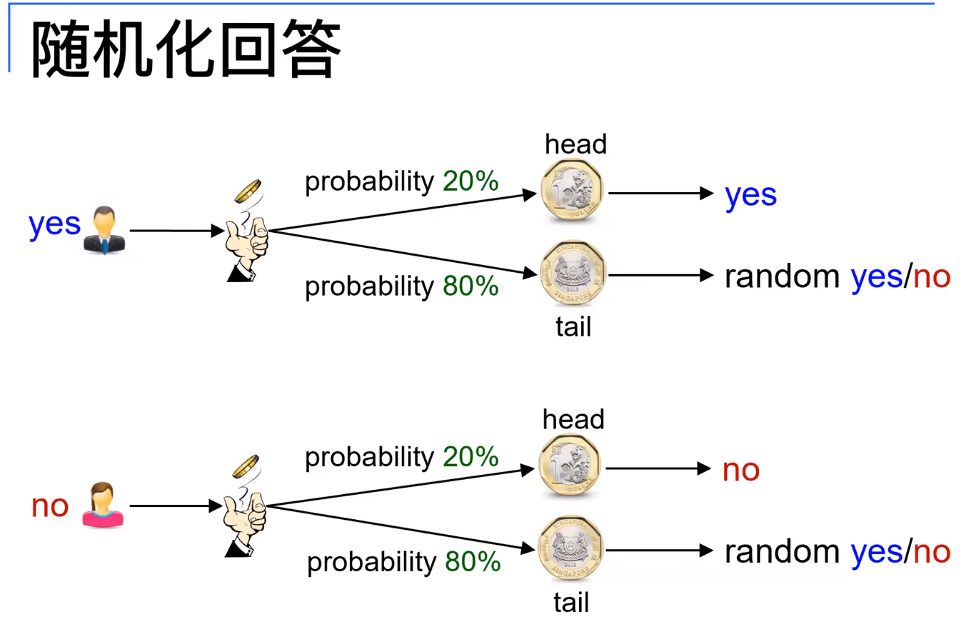 随机化回答
head
probability 20%
yes
yes
probability 80%
random yes/no
tail
head
probability 20%
no
no
probability 80%
random yes/no
tail